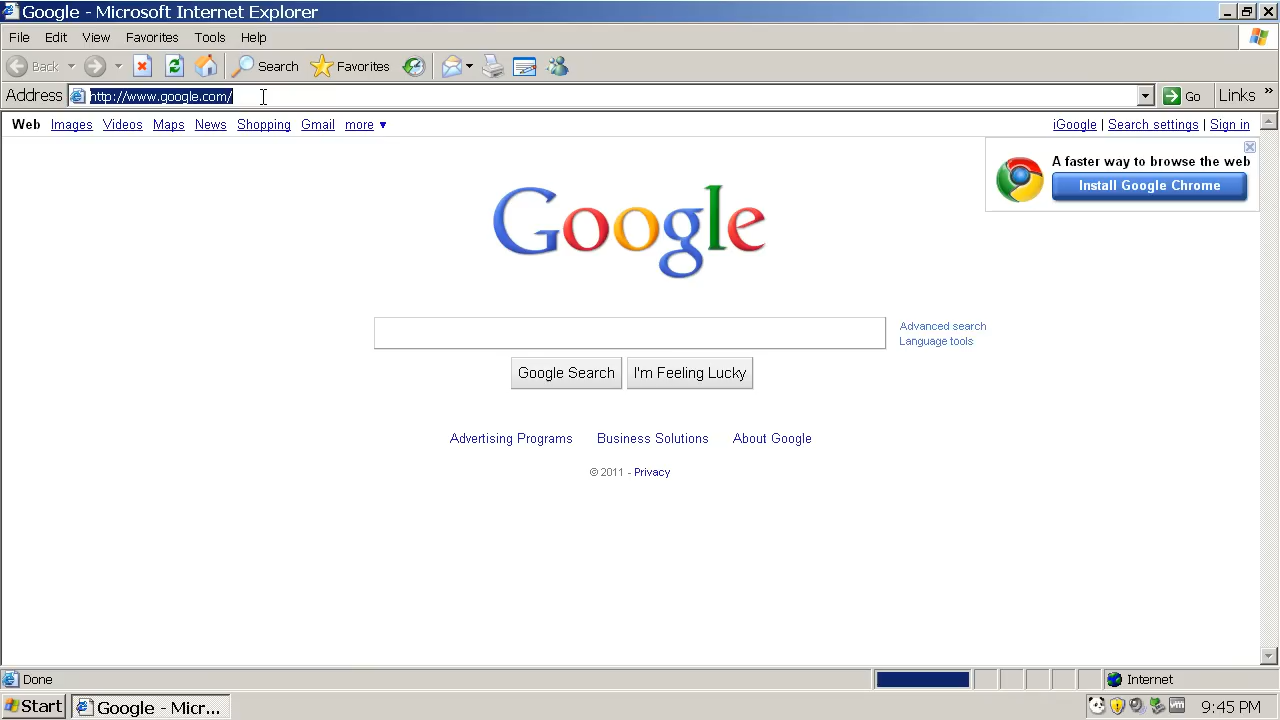 Google - Microsoft Internet Explorer
File Edit View Favorites Tools Help
Back Search Favorites
Address http://www.google.com/ Go Links »
Web Images Videos Maps News Shopping Gmail more ▼ iGoogle | Search settings | Sign in
A faster way to browse the web
Install Google Chrome
Google
Advanced search
Language tools
Google Search I'm Feeling Lucky
Advertising Programs Business Solutions About Google
© 2011 - Privacy
Done Internet
Start Google - Micr... vm 9:45 PM